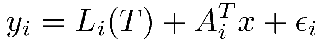 $y_i = L_i(T) + A_i^T x + \epsilon_i$